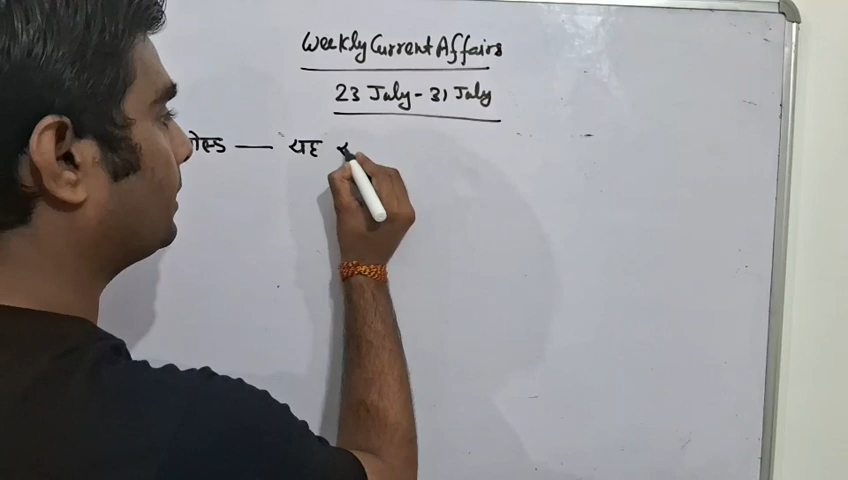 Weekly Current Affairs
23 July - 31 July
— यह